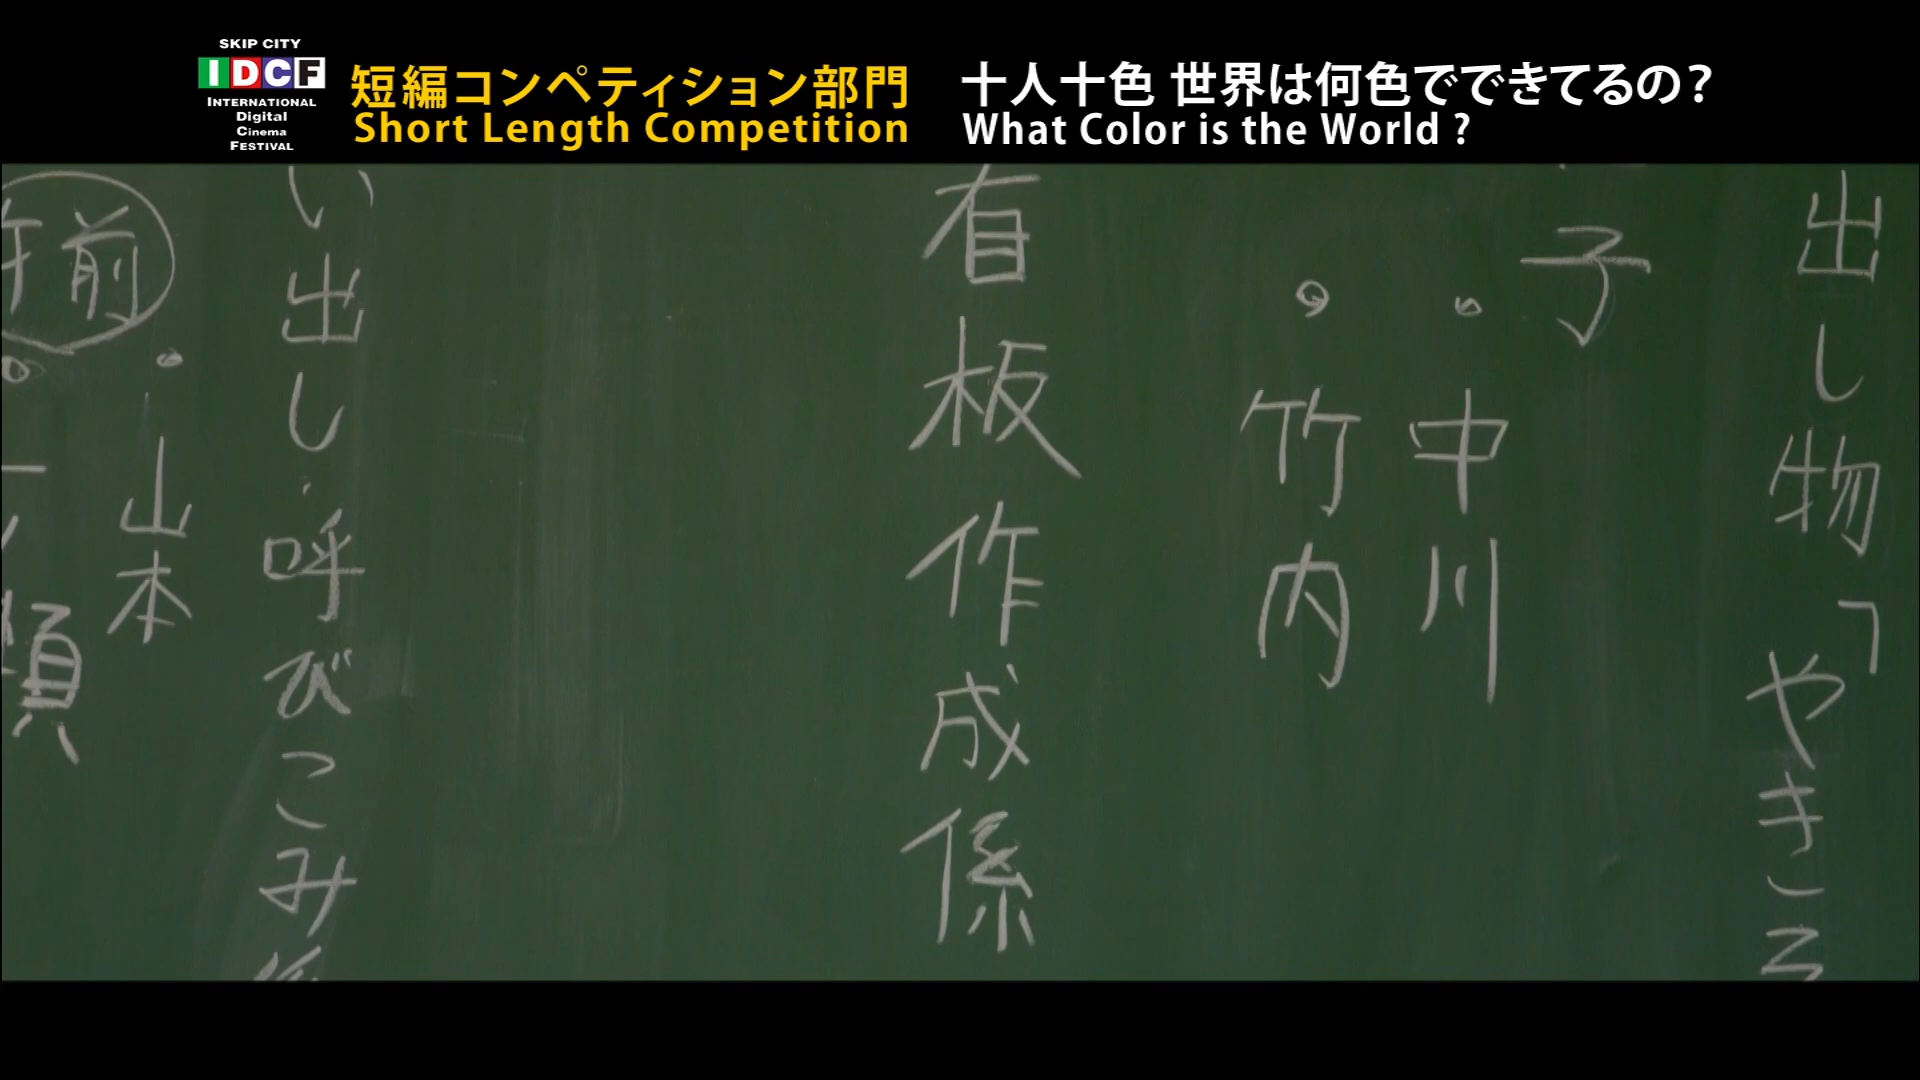 SKIP CITY
IDCF
INTERNATIONAL
Digital
Cinema
FESTIVAL
短編コンペティション部門
Short Length Competition
十人十色 世界は何色でできてるの？
What Color is the World ?
出し物「やきそ
子
・中川
・竹内
看板作成係
い出し・呼びこみ
前
・山本